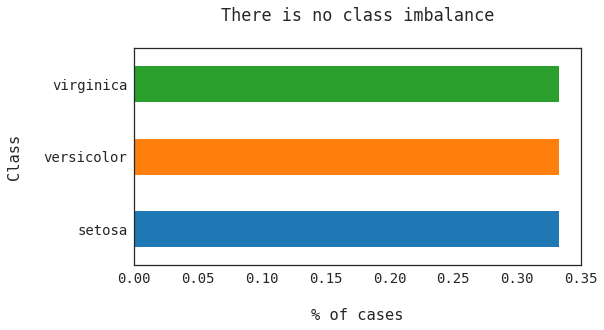 There is no class imbalance
virginica
versicolor
setosa
Class
0.00 0.05 0.10 0.15 0.20 0.25 0.30 0.35
% of cases